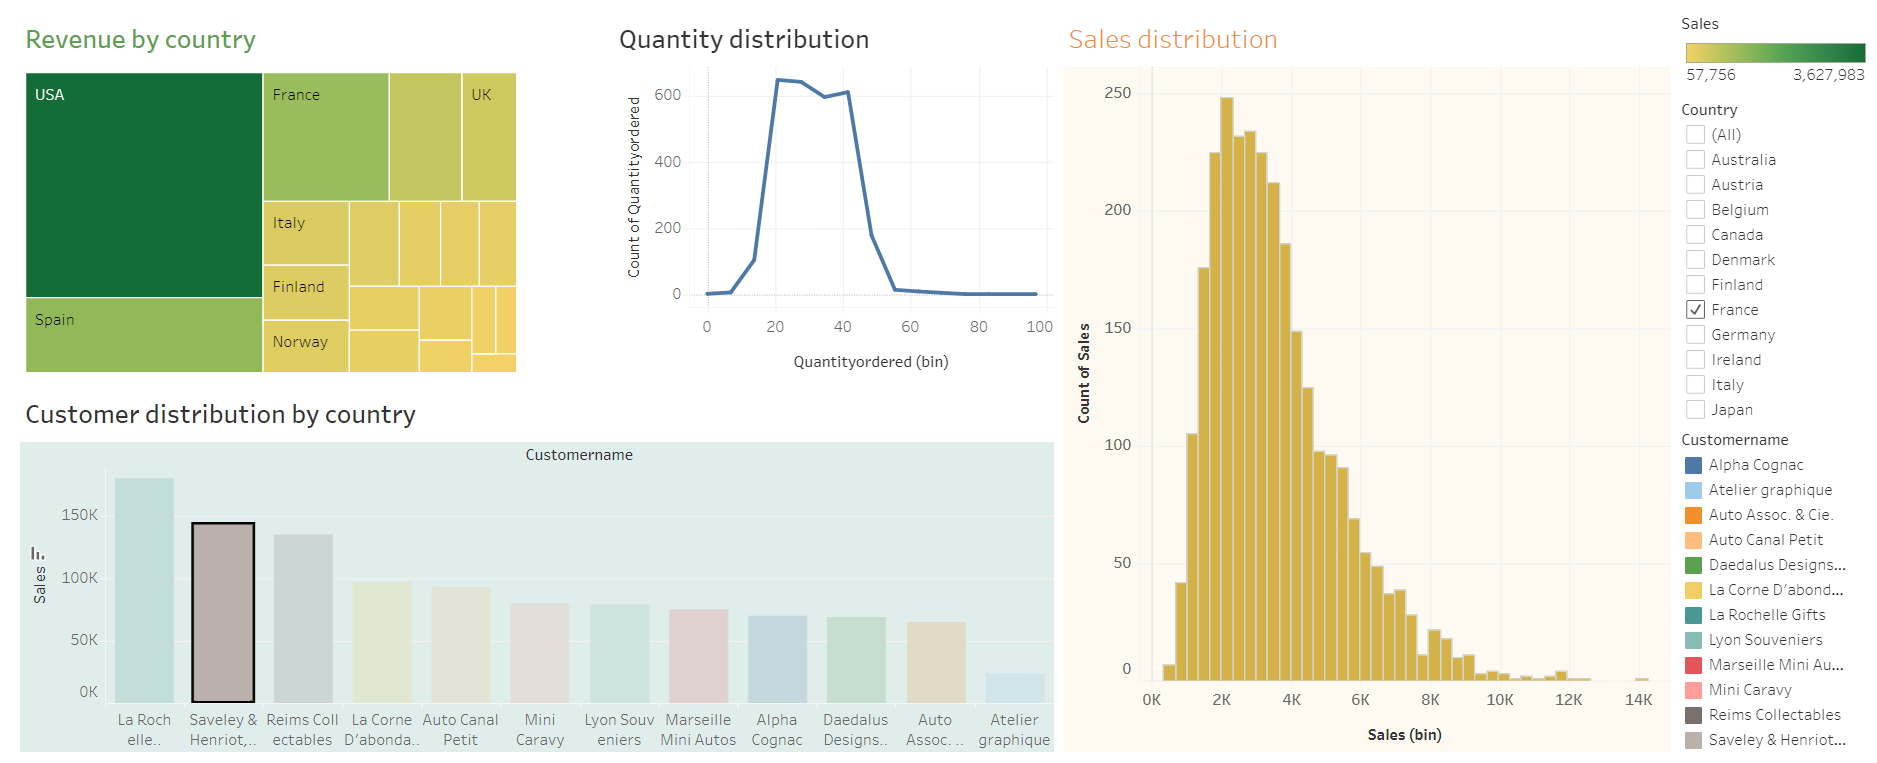 Revenue by country
USA
France
UK
Italy
Finland
Spain
Norway
Quantity distribution
Count of Quantityordered
600
400
200
0
0 20 40 60 80 100
Quantityordered (bin)
Customer distribution by country
Customername
Sales
150K
100K
50K
0K
La Roch
elle..
Saveley &
Henriot,..
Reims Coll
ectables
La Corne
D'abonda..
Auto Canal
Petit
Mini
Caravy
Lyon Souv
eniers
Marseille
Mini Autos
Alpha
Cognac
Daedalus
Designs..
Auto
Assoc. ..
Atelier
graphique
Sales distribution
Count of Sales
250
200
150
100
50
0
0K 2K 4K 6K 8K 10K 12K 14K
Sales (bin)
Sales
57,756 3,627,983
Country
(All)
Australia
Austria
Belgium
Canada
Denmark
Finland
France
Germany
Ireland
Italy
Japan
Customername
Alpha Cognac
Atelier graphique
Auto Assoc. & Cie.
Auto Canal Petit
Daedalus Designs...
La Corne D'abond...
La Rochelle Gifts
Lyon Souveniers
Marseille Mini Au...
Mini Caravy
Reims Collectables
Saveley & Henriot...